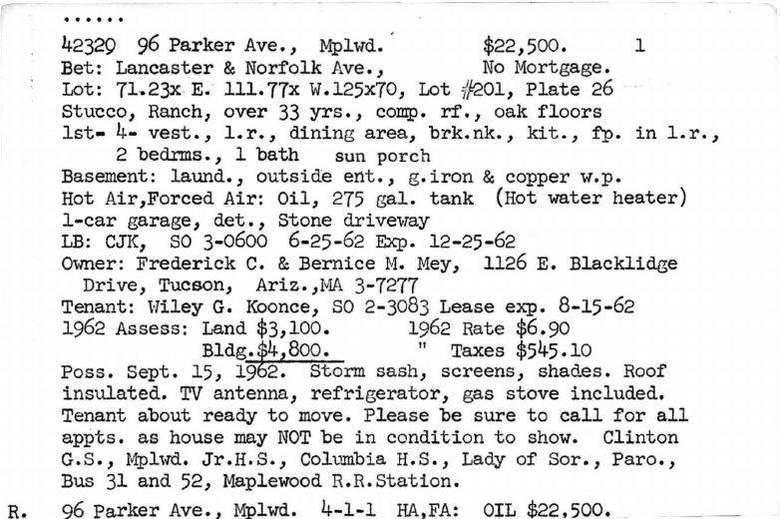 ......
42329 96 Parker Ave., Mplwd. $22,500. 1
Bet: Lancaster & Norfolk Ave., No Mortgage.
Lot: 71.23x E. 111.77x W.125x70, Lot #201, Plate 26
Stucco, Ranch, over 33 yrs., comp. rf., oak floors
1st- 4- vest., l.r., dining area, brk.nk., kit., fp. in l.r.,
2 bedrms., 1 bath sun porch
Basement: laund., outside ent., g.iron & copper w.p.
Hot Air,Forced Air: Oil, 275 gal. tank (Hot water heater)
1-car garage, det., Stone driveway
LB: CJK, SO 3-0600 6-25-62 Exp. 12-25-62
Owner: Frederick C. & Bernice M. Mey, 1126 E. Blacklidge
Drive, Tucson, Ariz.,MA 3-7277
Tenant: Wiley G. Koonce, SO 2-3083 Lease exp. 8-15-62
1962 Assess: Land $3,100. 1962 Rate $6.90
Bldg.$4,800. " Taxes $545.10
Poss. Sept. 15, 1962. Storm sash, screens, shades. Roof
insulated. TV antenna, refrigerator, gas stove included.
Tenant about ready to move. Please be sure to call for all
appts. as house may NOT be in condition to show. Clinton
G.S., Mplwd. Jr.H.S., Columbia H.S., Lady of Sor., Paro.,
Bus 31 and 52, Maplewood R.R.Station.
R. 96 Parker Ave., Mplwd. 4-1-1 HA,FA: OIL $22,500.